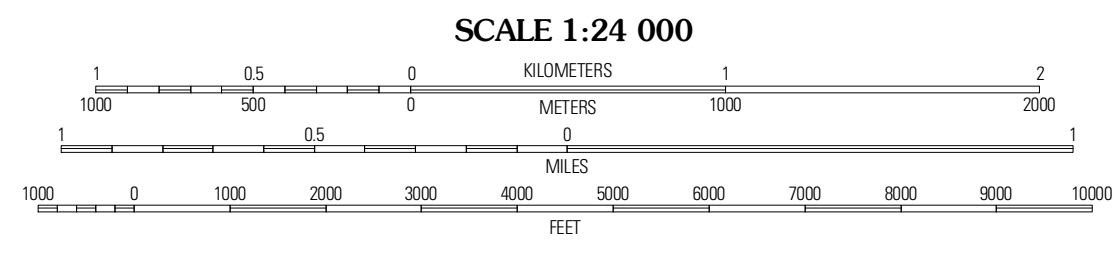 SCALE 1:24 000
1 0.5 0 KILOMETERS 1 2
1000 500 0 METERS 1000 2000
1 0.5 0 1
MILES
1000 0 1000 2000 3000 4000 5000 6000 7000 8000 9000 10000
FEET